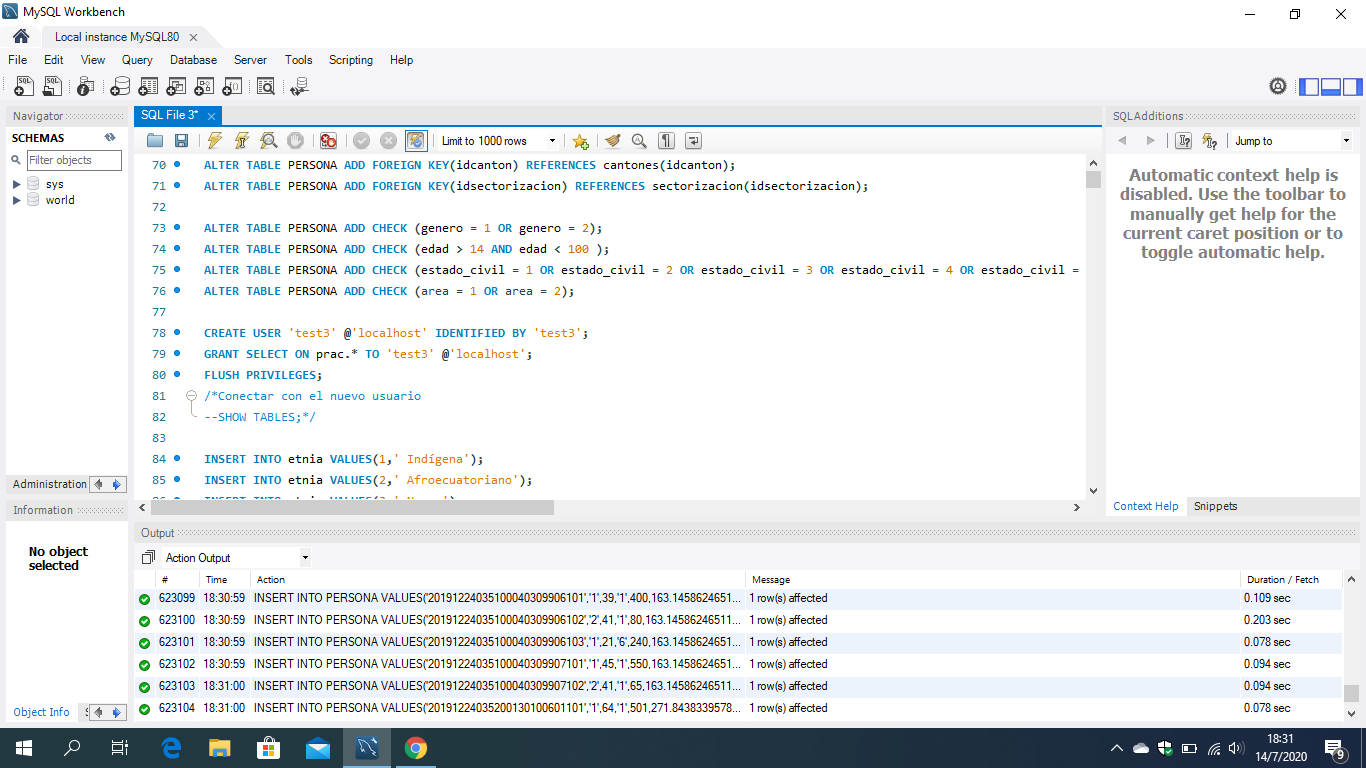 MySQL Workbench
Local instance MySQL80
File Edit View Query Database Server Tools Scripting Help
Navigator
SCHEMAS
Filter objects
sys
world
Administration
Information
No object
selected
Object Info
SQL File 3*
Limit to 1000 rows
70 ALTER TABLE PERSONA ADD FOREIGN KEY(idcanton) REFERENCES cantones(idcanton);
71 ALTER TABLE PERSONA ADD FOREIGN KEY(idsectorizacion) REFERENCES sectorizacion(idsectorizacion);
72
73 ALTER TABLE PERSONA ADD CHECK (genero = 1 OR genero = 2);
74 ALTER TABLE PERSONA ADD CHECK (edad > 14 AND edad < 100 );
75 ALTER TABLE PERSONA ADD CHECK (estado_civil = 1 OR estado_civil = 2 OR estado_civil = 3 OR estado_civil = 4 OR estado_civil =
76 ALTER TABLE PERSONA ADD CHECK (area = 1 OR area = 2);
77
78 CREATE USER 'test3' @'localhost' IDENTIFIED BY 'test3';
79 GRANT SELECT ON prac.* TO 'test3' @'localhost';
80 FLUSH PRIVILEGES;
81 /*Conectar con el nuevo usuario
82 --SHOW TABLES;*/
83
84 INSERT INTO etnia VALUES(1,' Indígena');
85 INSERT INTO etnia VALUES(2,' Afroecuatoriano');
SQLAdditions
Jump to
Automatic context help is
disabled. Use the toolbar to
manually get help for the
current caret position or to
toggle automatic help.
Context Help Snippets
Output
Action Output
# Time Action Message Duration / Fetch
623099 18:30:59 INSERT INTO PERSONA VALUES('20191224035100040309906101','1',39,'1',400,163.1458624651... 1 row(s) affected 0.109 sec
623100 18:30:59 INSERT INTO PERSONA VALUES('20191224035100040309906102','2',41,'1',80,163.14586246511... 1 row(s) affected 0.203 sec
623101 18:30:59 INSERT INTO PERSONA VALUES('20191224035100040309906103','1',21,'6',240,163.1458624651... 1 row(s) affected 0.078 sec
623102 18:30:59 INSERT INTO PERSONA VALUES('20191224035100040309907101','1',45,'1',550,163.1458624651... 1 row(s) affected 0.094 sec
623103 18:31:00 INSERT INTO PERSONA VALUES('20191224035100040309907102','2',41,'1',65,163.14586246511... 1 row(s) affected 0.094 sec
623104 18:31:00 INSERT INTO PERSONA VALUES('20191224035200130100601101','1',64,'1',501,271.8438339578... 1 row(s) affected 0.078 sec
18:31
14/7/2020
9